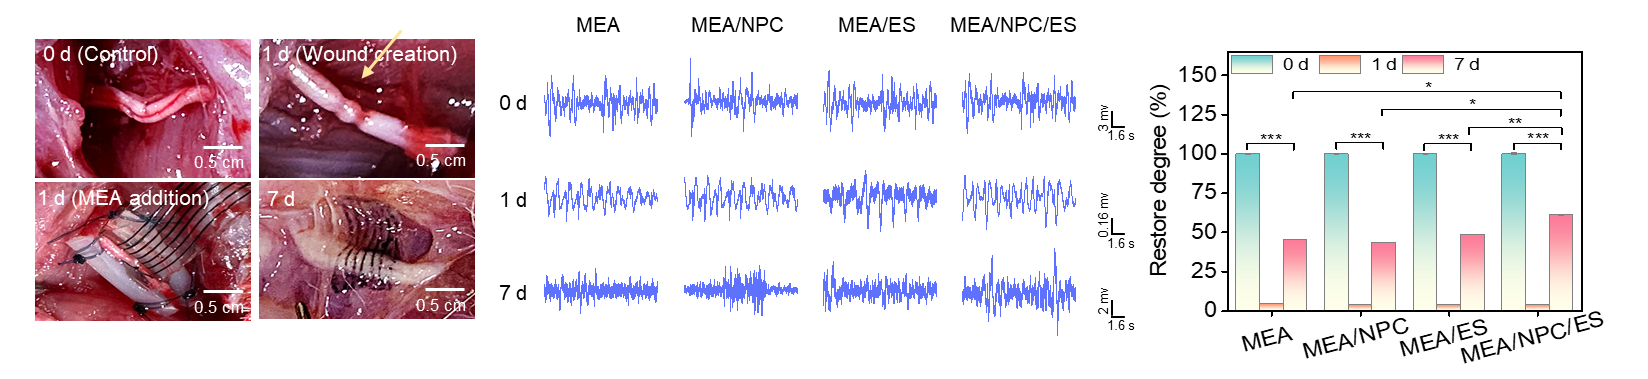 0 d (Control)
0.5 cm
1 d (Wound creation)
0.5 cm
1 d (MEA addition)
0.5 cm
7 d
0.5 cm
MEA MEA/NPC MEA/ES MEA/NPC/ES
0 d
3 mv
1.6 s
1 d
0.16 mv
1.6 s
7 d
2 mv
1.6 s
Restore degree (%)
0 d 1 d 7 d
150
125
100
75
50
25
0
*
*
**
*** *** *** ***
MEA MEA/NPC MEA/ES MEA/NPC/ES